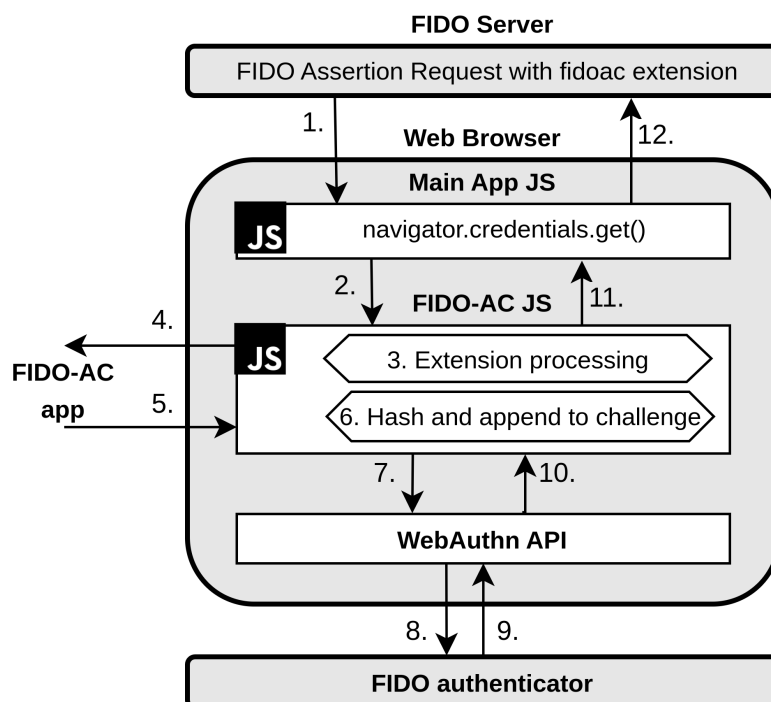 FIDO Server
FIDO Assertion Request with fidoac extension
1.
12.
Web Browser
Main App JS
JS
navigator.credentials.get()
2.
11.
FIDO-AC JS
4.
JS
3. Extension processing
FIDO-AC
app
5.
6. Hash and append to challenge
7.
10.
WebAuthn API
8.
9.
FIDO authenticator